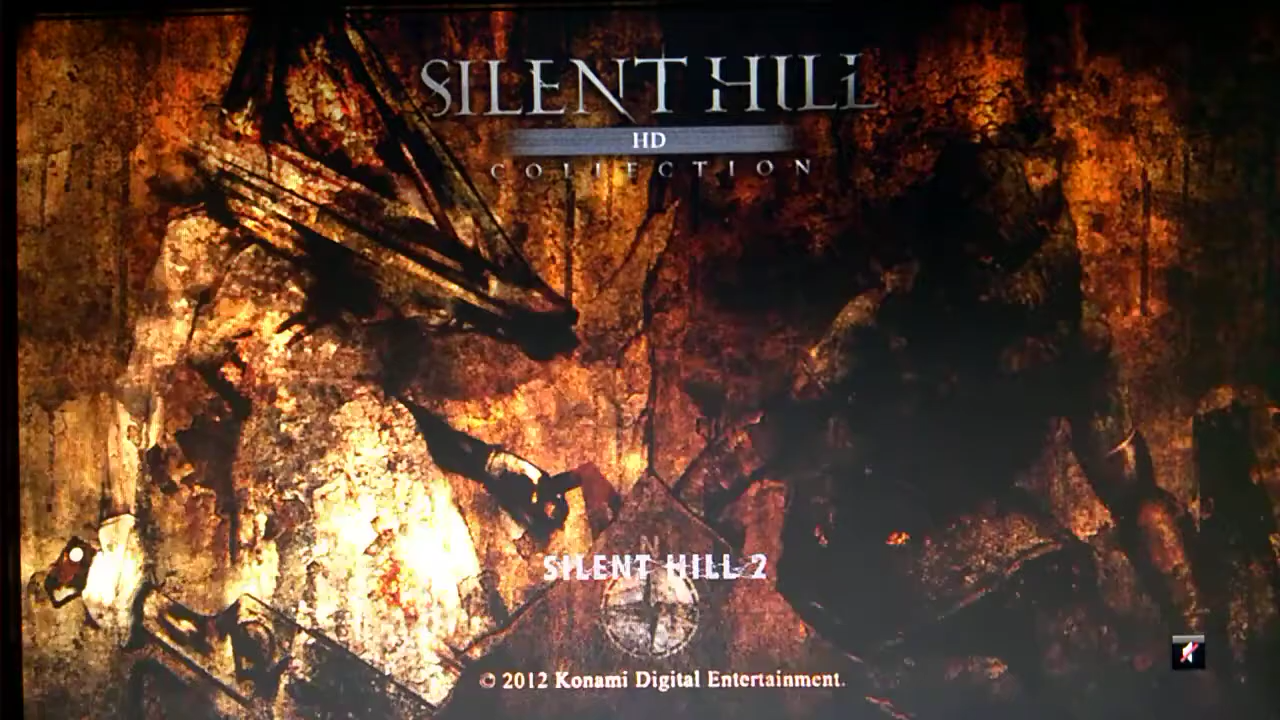 SILENT HILL
HD
COLLECTION
N
SILENT HILL 2
© 2012 Konami Digital Entertainment.